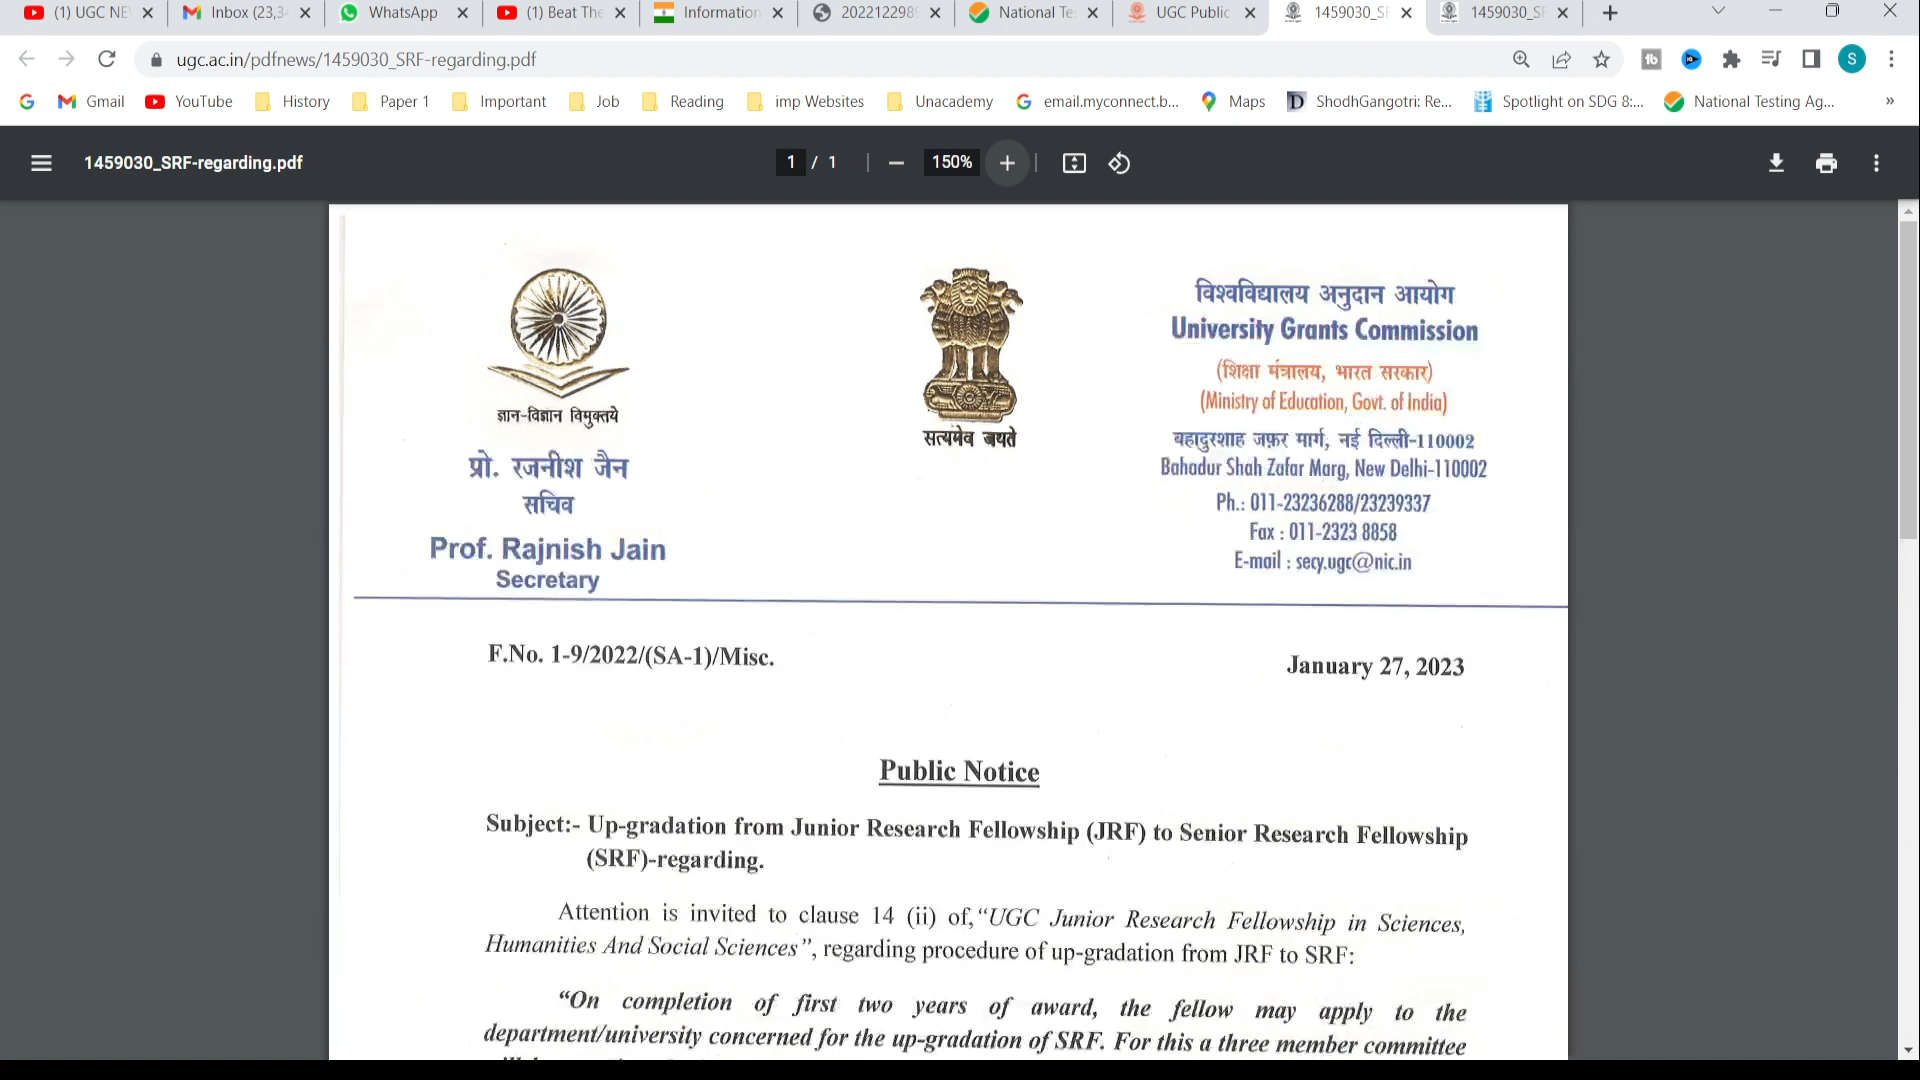 (1) UGC NE
Inbox (23,3
WhatsApp
(1) Beat The
Information
2022122989
National Te
UGC Public
1459030_SR
1459030_SR
ugc.ac.in/pdfnews/1459030_SRF-regarding.pdf
S
Gmail
YouTube
History
Paper 1
Important
Job
Reading
imp Websites
Unacademy
email.myconnect.b...
Maps
ShodhGangotri: Re...
Spotlight on SDG 8:...
National Testing Ag...
»
1459030_SRF-regarding.pdf
1 / 1
150%
ज्ञान-विज्ञान विमुक्तये
प्रो. रजनीश जैन
सचिव
Prof. Rajnish Jain
Secretary
सत्यमेव जयते
विश्वविद्यालय अनुदान आयोग
University Grants Commission
(शिक्षा मंत्रालय, भारत सरकार)
(Ministry of Education, Govt. of India)
बहादुरशाह जफ़र मार्ग, नई दिल्ली-110002
Bahadur Shah Zafar Marg, New Delhi-110002
Ph.: 011-23236288/23239337
Fax : 011-2323 8858
E-mail : secy.ugc@nic.in
F.No. 1-9/2022/(SA-1)/Misc.
January 27, 2023
Public Notice
Subject:- Up-gradation from Junior Research Fellowship (JRF) to Senior Research Fellowship
(SRF)-regarding.
Attention is invited to clause 14 (ii) of,“UGC Junior Research Fellowship in Sciences,
Humanities And Social Sciences”, regarding procedure of up-gradation from JRF to SRF:
“On completion of first two years of award, the fellow may apply to the
department/university concerned for the up-gradation of SRF. For this a three member committee